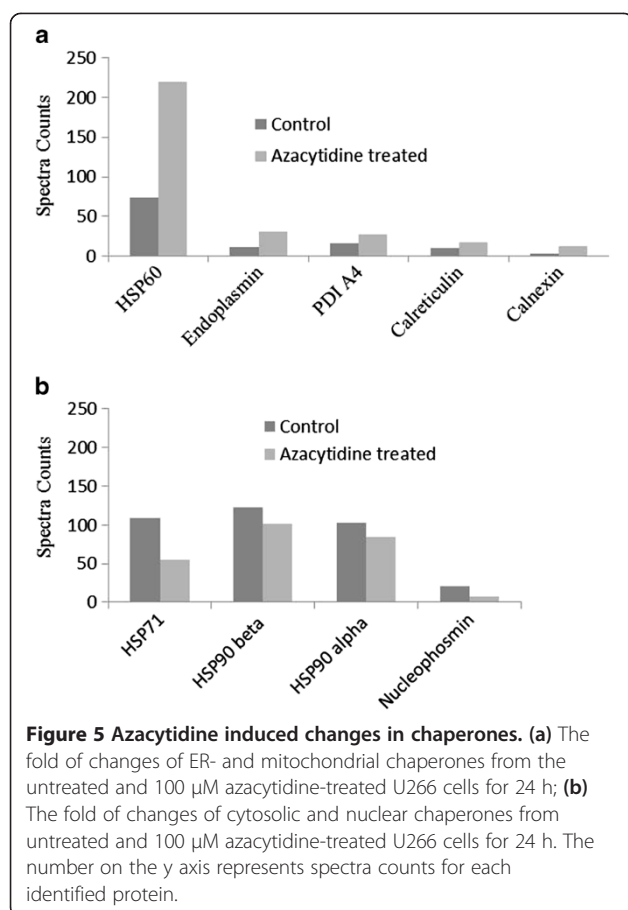 a
250
200
150
100
50
0
Spectra Counts
Control
Azacytidine treated
HSP60
Endoplasmin
PDI A4
Calreticulin
Calnexin
b
250
200
150
100
50
0
Spectra Counts
Control
Azacytidine treated
HSP71
HSP90 beta
HSP90 alpha
Nucleophosmin
Figure 5 Azacytidine induced changes in chaperones. (a) The
fold of changes of ER- and mitochondrial chaperones from the
untreated and 100 μM azacytidine-treated U266 cells for 24 h; (b)
The fold of changes of cytosolic and nuclear chaperones from
untreated and 100 μM azacytidine-treated U266 cells for 24 h. The
number on the y axis represents spectra counts for each
identified protein.